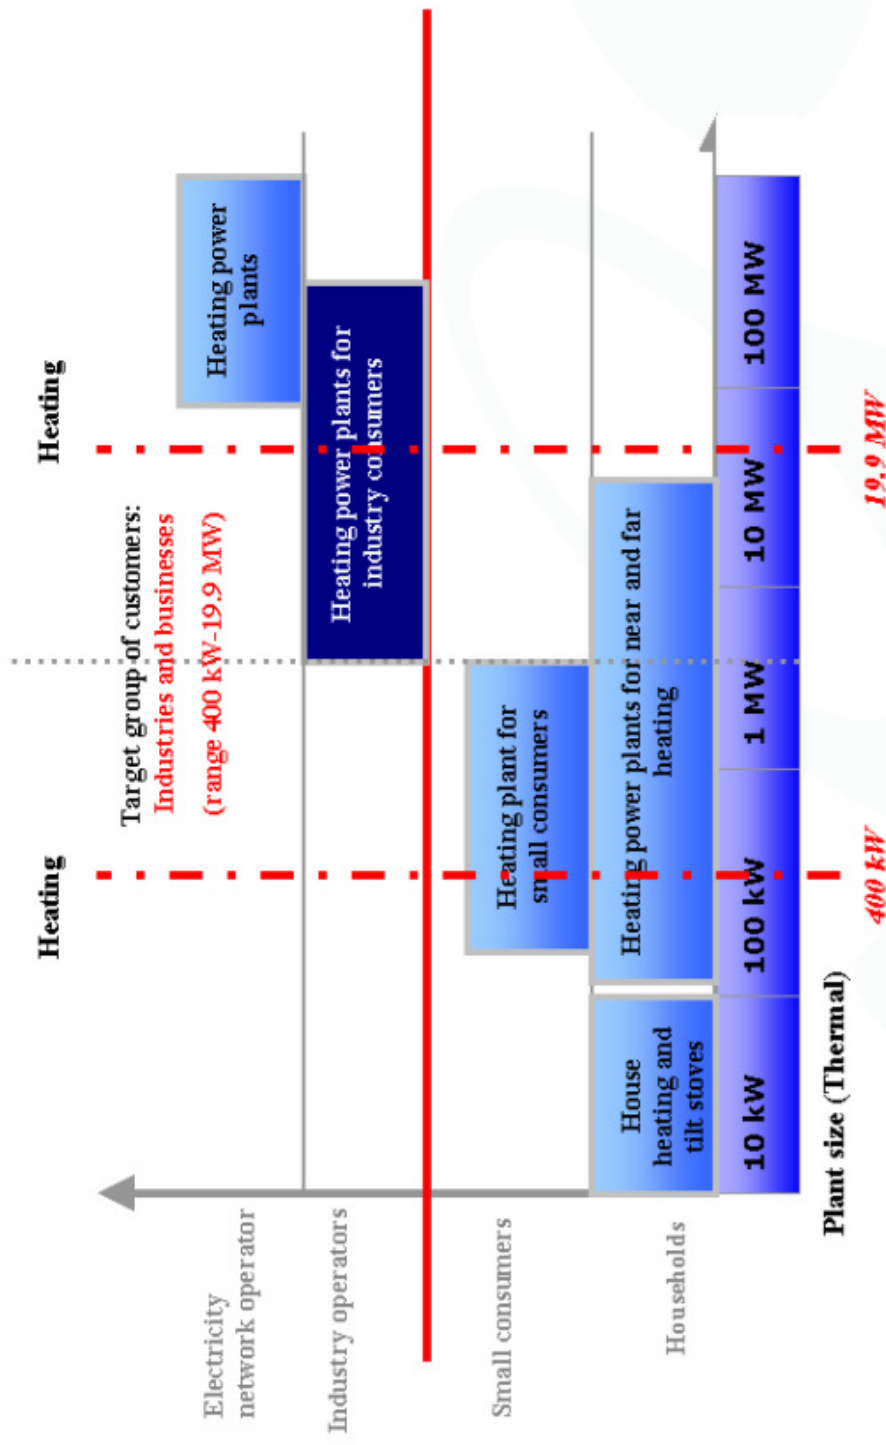 Heating
Heating
Target group of customers:
Industries and businesses
(range 400 kW-19.9 MW)
Electricity
network operator
Heating power
plants
Industry operators
Heating power plants for
industry consumers
Small consumers
Heating plant for
small consumers
Households
House
heating and
tilt stoves
Heating power plants for near and far
heating
10 kW
100 kW
1 MW
10 MW
100 MW
Plant size (Thermal)
400 kW
19,9 MW